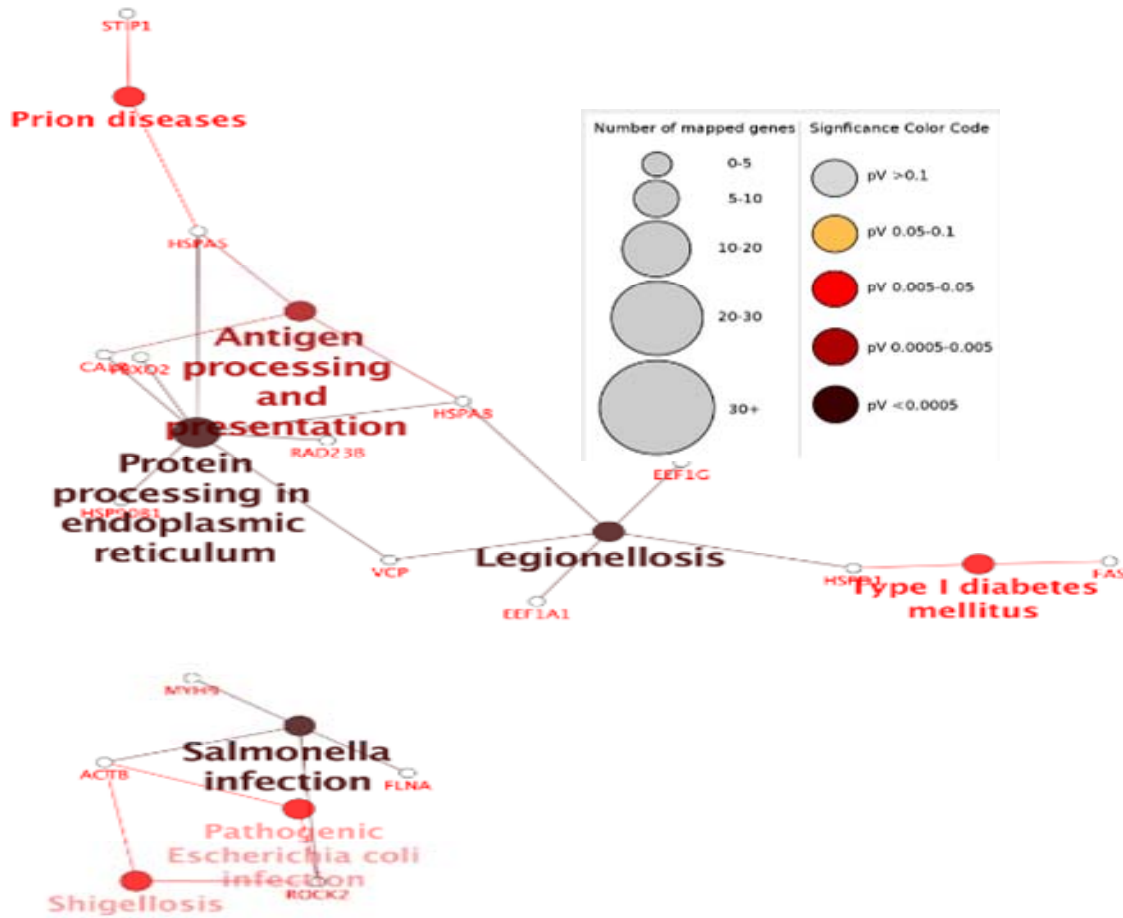 STIP1
Prion diseases
HSPA5
Number of mapped genes
Signficance Color Code
0-5
5-10
10-20
20-30
30+
pV >0.1
pV 0.05-0.1
pV 0.005-0.05
pV 0.0005-0.005
pV <0.0005
Antigen
processing
and
presentation
HSPA8
RAD23B
Protein
processing in
endoplasmic
reticulum
HSP90B1
EEF1G
VCP
Legionellosis
EEF1A1
HSPD1
Type I diabetes
mellitus
FAS
MYH9
Salmonella
infection
ACTB
FLNA
Pathogenic
Escherichia coli
infection
ROCK2
Shigellosis